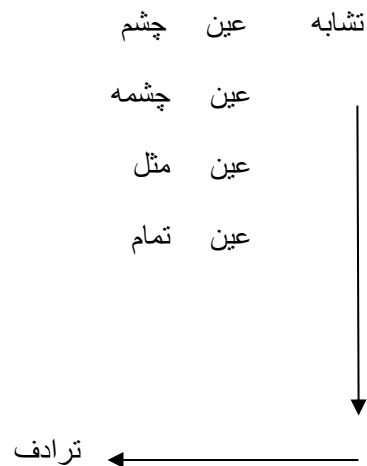 تشابه عین چشم
عین چشمه
عین مثل
عین تمام
ترادف